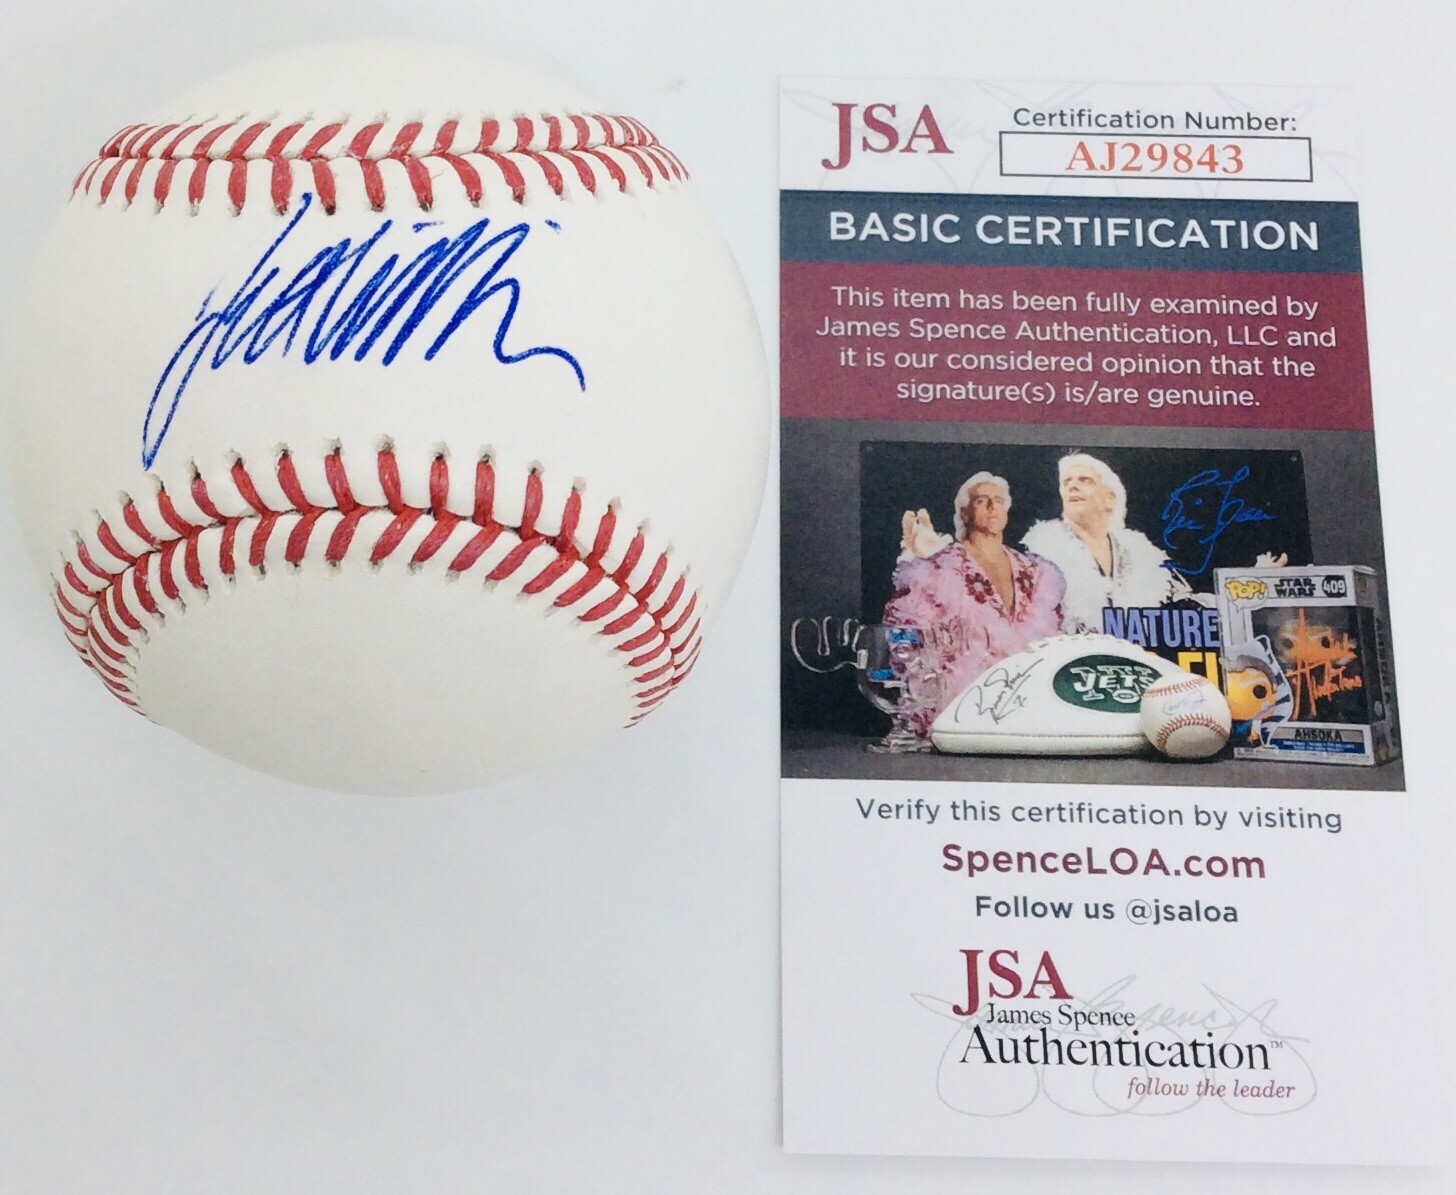 JSA
Certification Number:
AJ29843
BASIC CERTIFICATION
This item has been fully examined by
James Spence Authentication, LLC and
it is our considered opinion that the
signature(s) is/are genuine.
NATURE
JETS
POP!
STAR
WARS
409
AHSOKA
Verify this certification by visiting
SpenceLOA.com
Follow us @jsaloa
JSA
James Spence
Authentication™
follow the leader